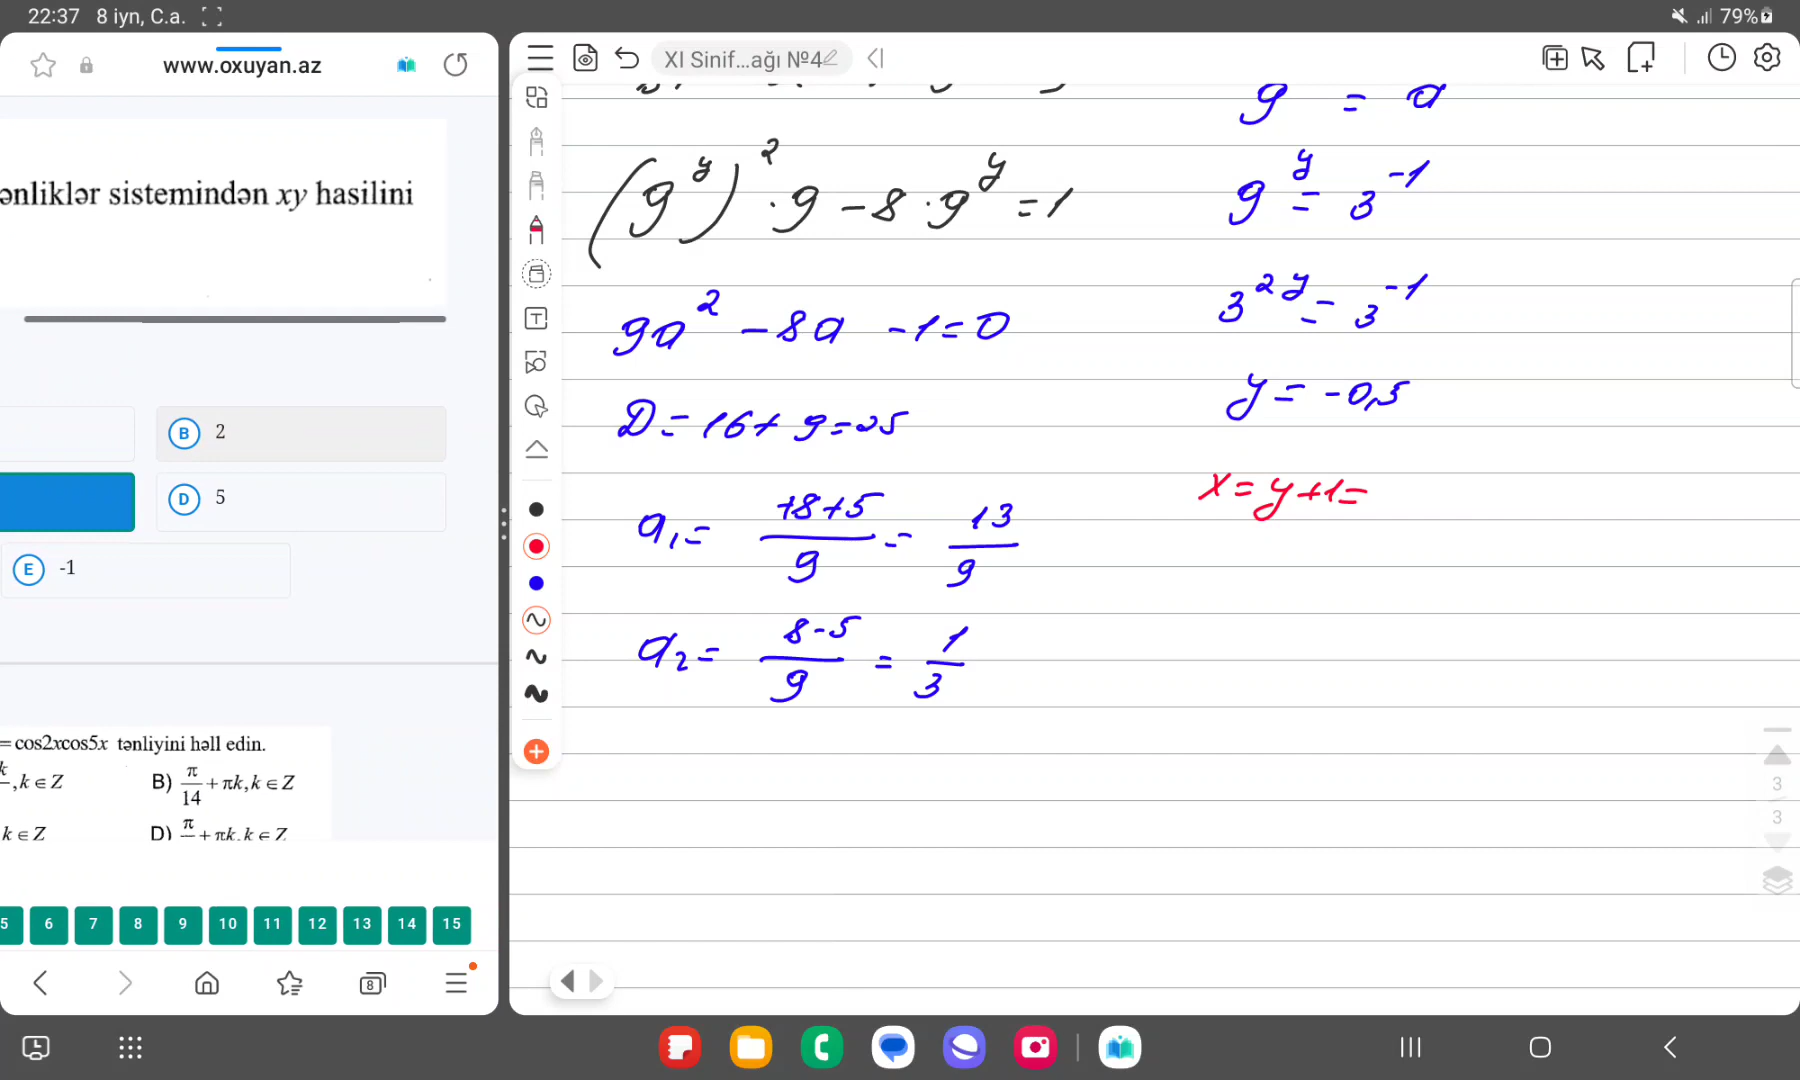 22:37 8 iyn, C.a. 79%
www.oxuyan.az
ənliklər sistemindən xy hasilini
B 2
D 5
E -1
=cos2xcos5x tənliyini həll edin.
k, k∈Z B) π/14 + πk, k∈Z
k∈Z D) π + πk, k∈Z
5 6 7 8 9 10 11 12 13 14 15
8
XI Sinif...ağı №4
(9^y)^2 · 9 – 8 · 9^y = 1
9a^2 – 8a – 1 = 0
D = 16 + 9 = 25
a₁ = +8+5/9 = 13/9
a₂ = 8-5/9 = 1/3
9 = a
9^y = 3^-1
3^2y = 3^-1
y = -0,5
x = y+1 =
3
3